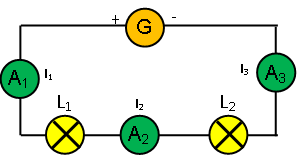 + G -
A1 I1
I3 A3
L1 I2 L2
A2